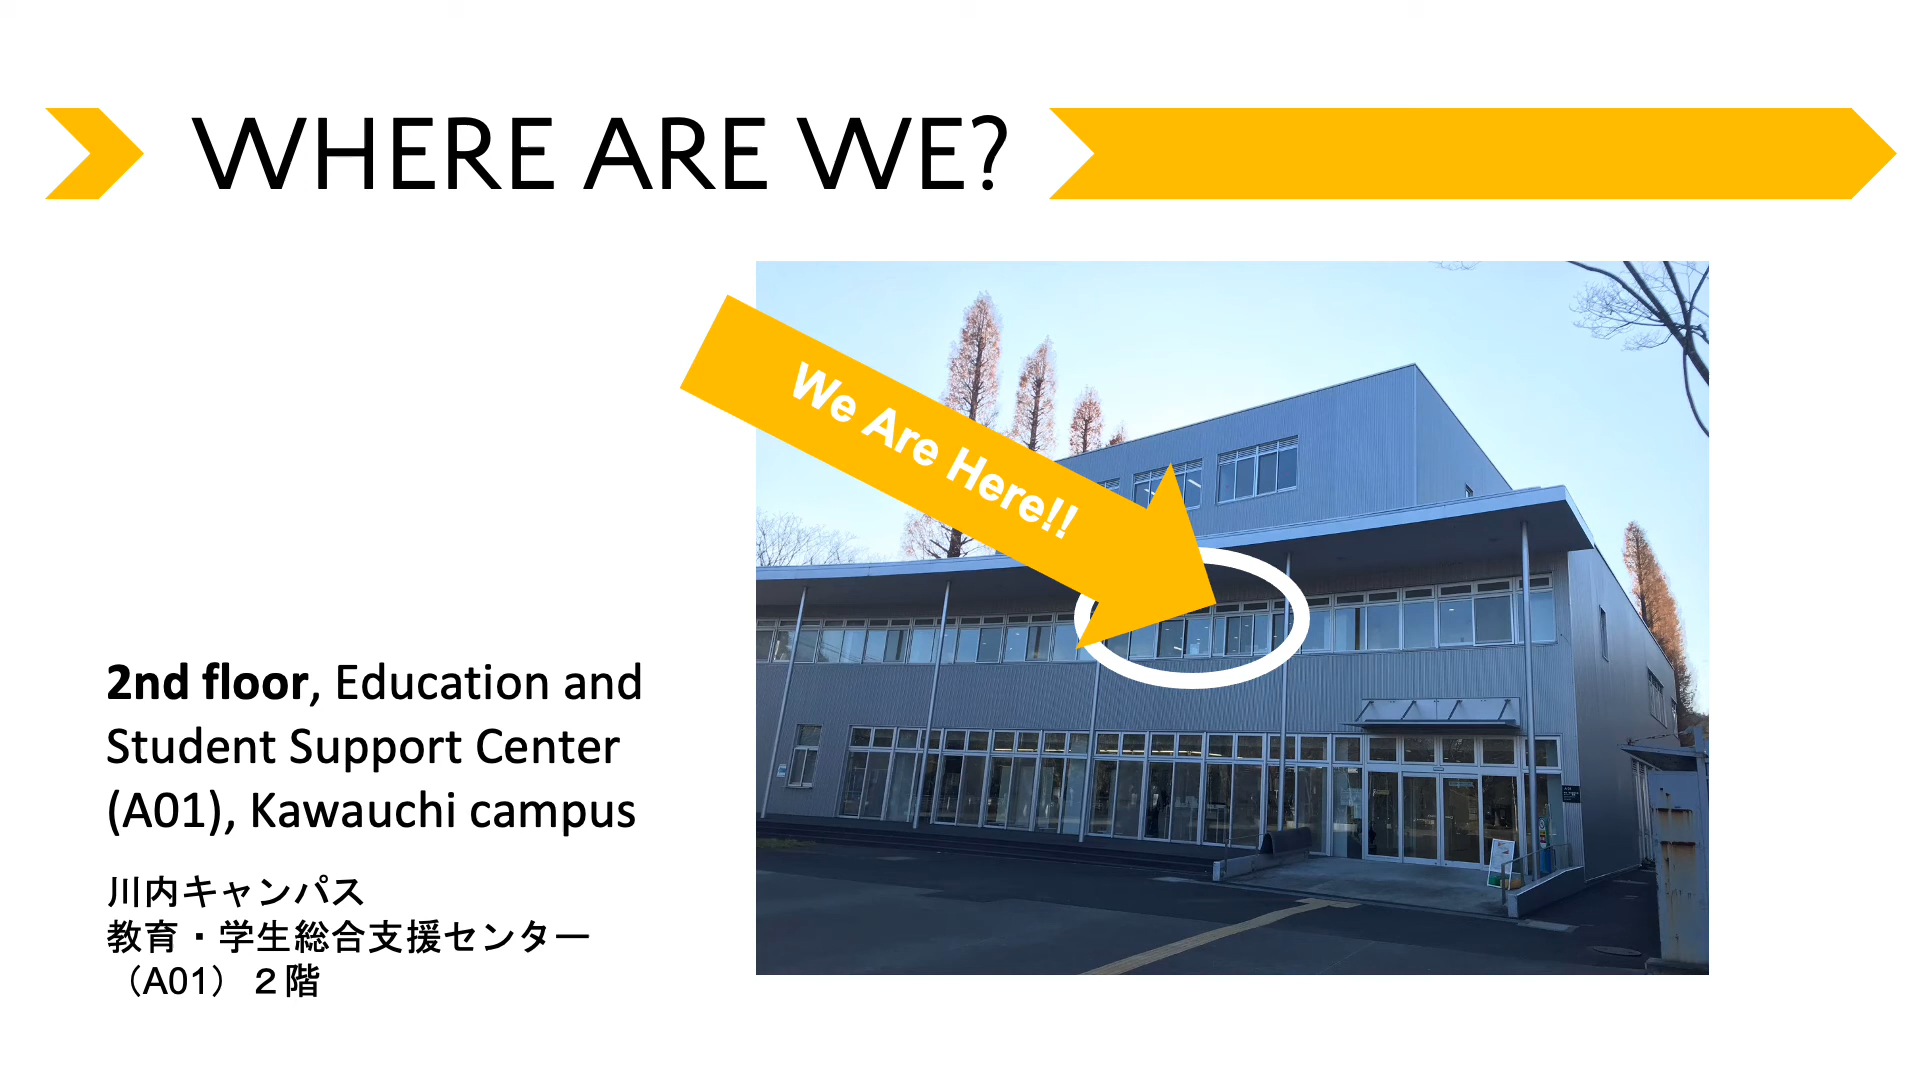 WHERE ARE WE?
We Are Here!!
2nd floor, Education and
Student Support Center
(A01), Kawauchi campus
川内キャンパス
教育・学生総合支援センター
（A01）２階